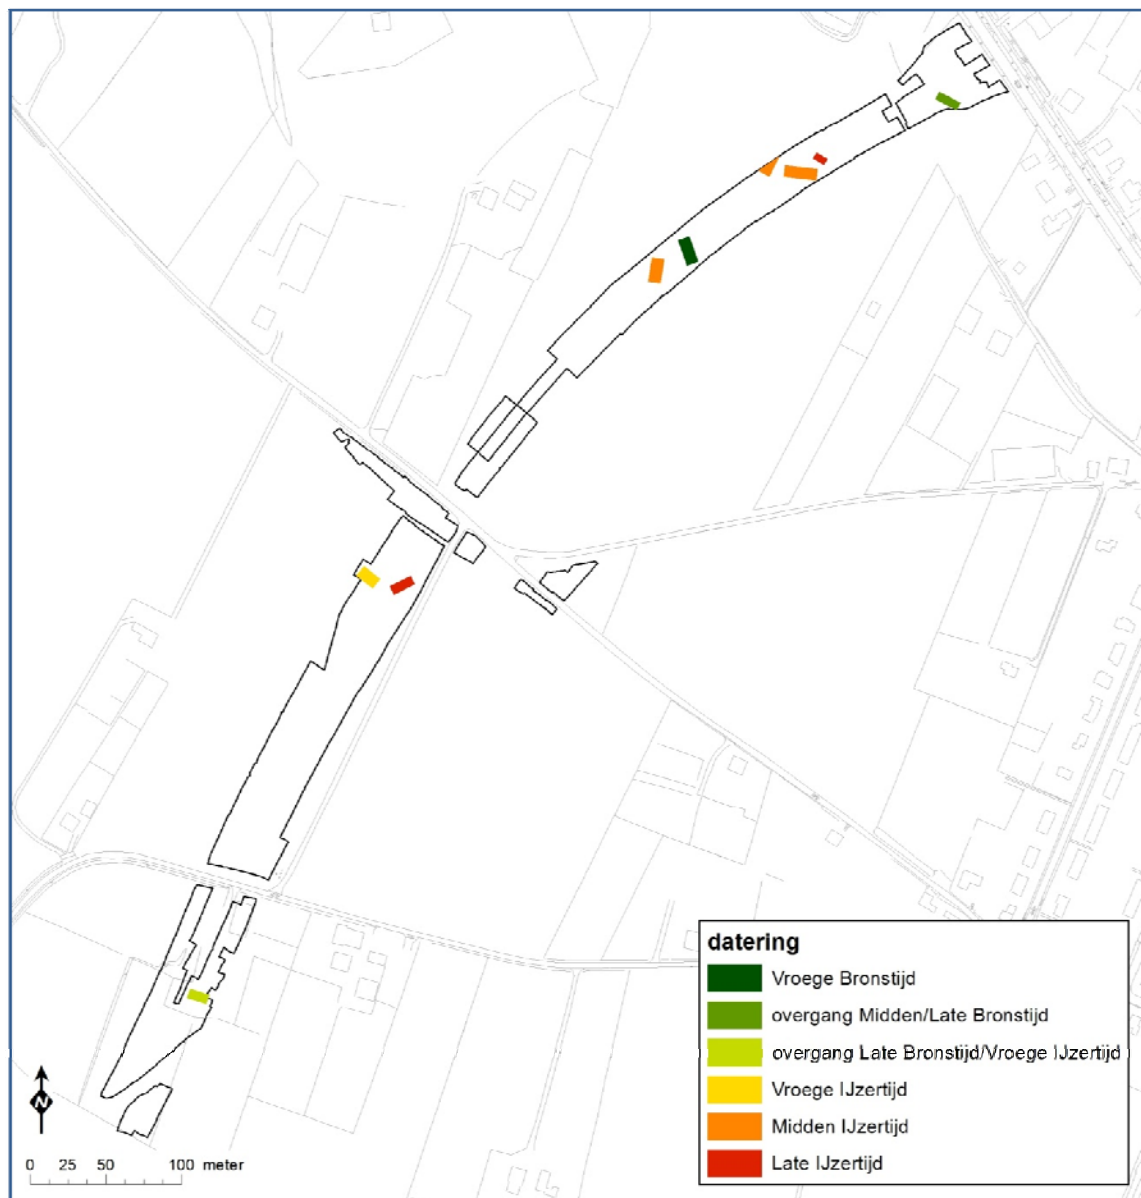 datering
Vroege Bronstijd
overgang Midden/Late Bronstijd
overgang Late Bronstijd/Vroege IJzertijd
Vroege IJzertijd
Midden IJzertijd
Late IJzertijd
N
0 25 50 100 meter